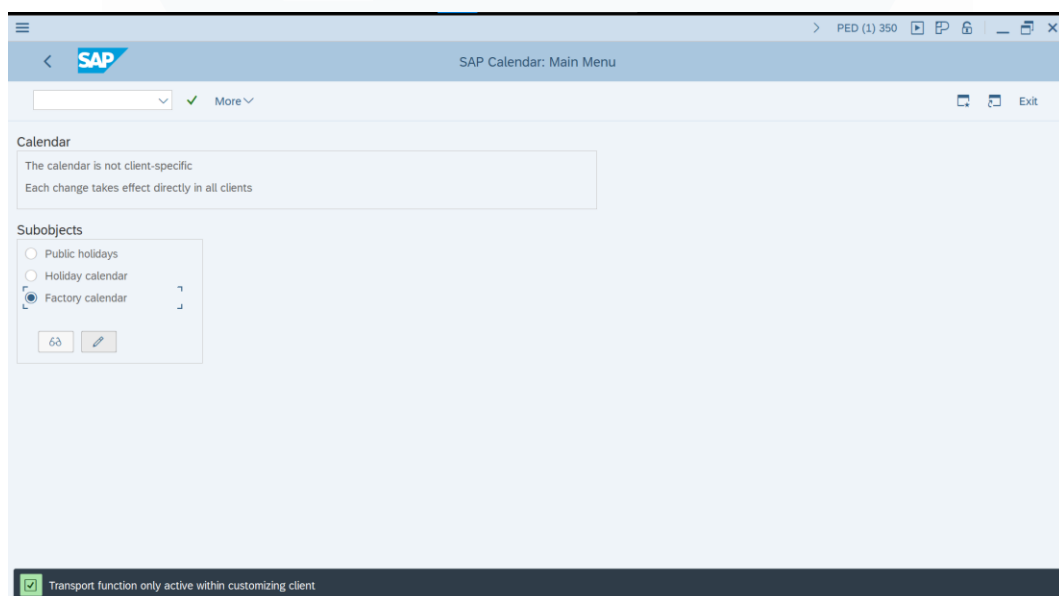 PED (1) 350
SAP
SAP Calendar: Main Menu
More
Exit
Calendar
The calendar is not client-specific
Each change takes effect directly in all clients
Subobjects
Public holidays
Holiday calendar
Factory calendar
Transport function only active within customizing client